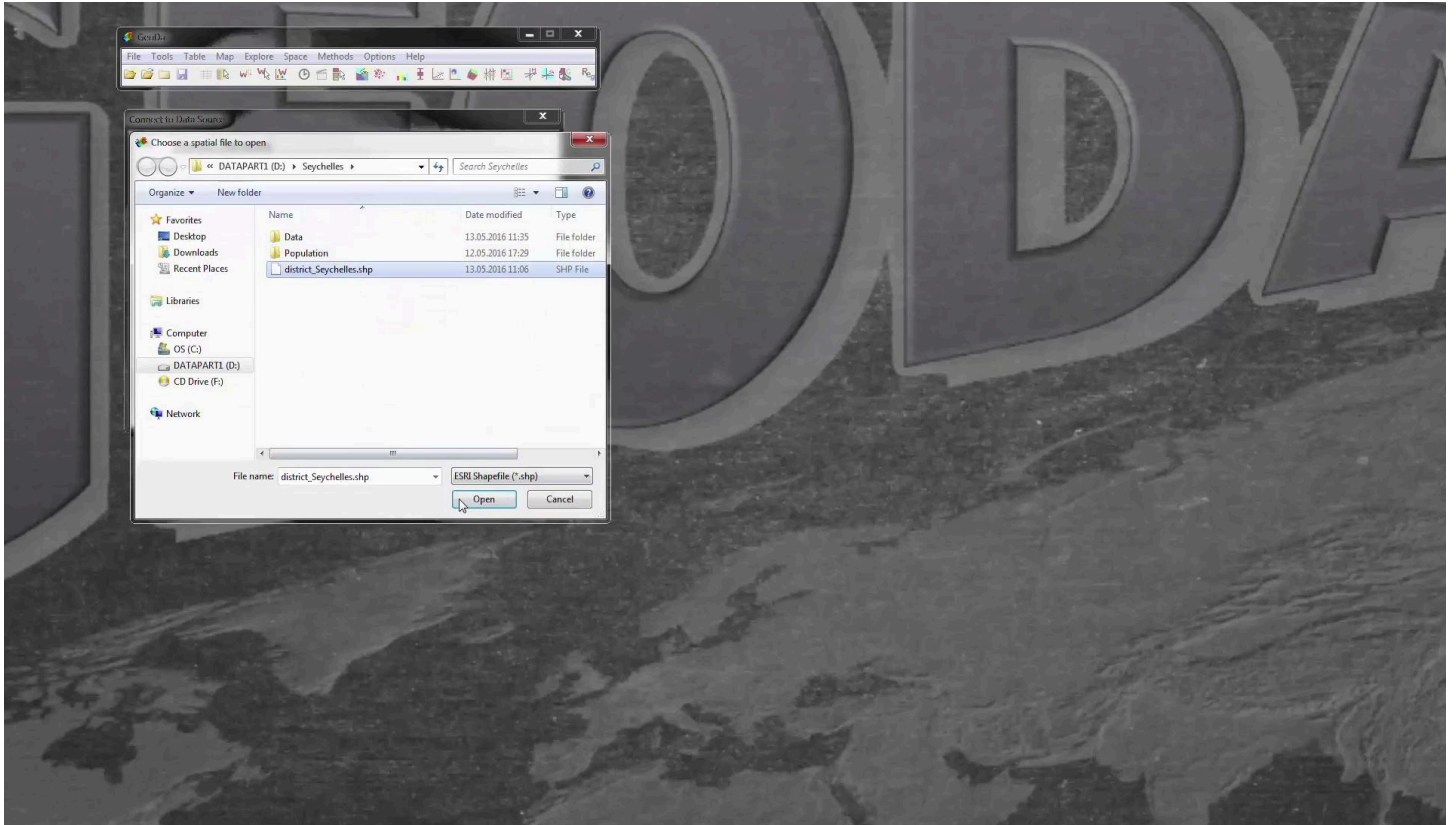 GEODA
GeoDa
File Tools Table Map Explore Space Methods Options Help
Connect to Data Source
Choose a spatial file to open
« DATAPART1 (D:) ▸ Seychelles ▸ Search Seychelles
Organize New folder
Name Date modified Type
Favorites
Desktop
Downloads
Recent Places
Libraries
Computer
OS (C:)
DATAPART1 (D:)
CD Drive (F:)
Network
Data 13.05.2016 11:35 File folder
Population 12.05.2016 17:29 File folder
district_Seychelles.shp 13.05.2016 11:06 SHP File
File name: district_Seychelles.shp ESRI Shapefile (*.shp)
Open Cancel